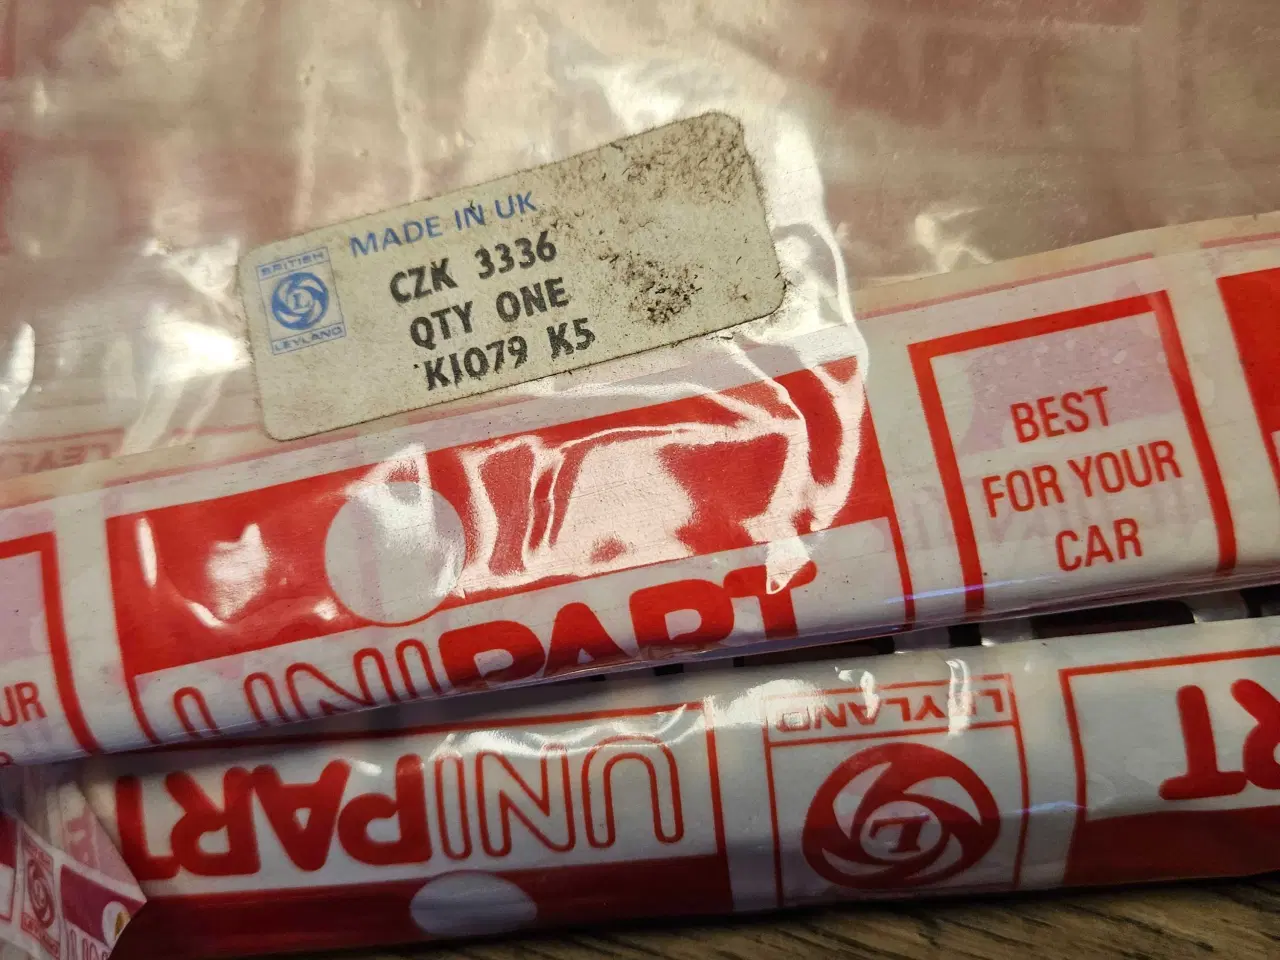 MADE IN UK
BRITISH
L
LEYLAND
CZK 3336
QTY ONE
K1079 K5
BEST
FOR YOUR
CAR
UNIPART
UR
LEYLAND
L
UNIPART
RT